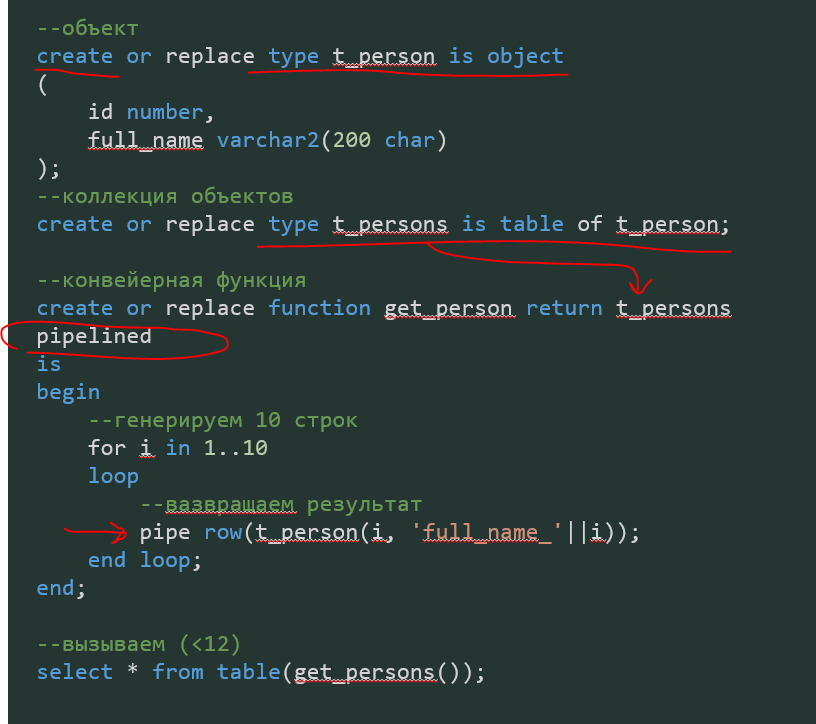 --объект
create or replace type t_person is object
(
    id number,
    full_name varchar2(200 char)
);
--коллекция объектов
create or replace type t_persons is table of t_person;

--конвейерная функция
create or replace function get_person return t_persons
pipelined
is
begin
    --генерируем 10 строк
    for i in 1..10
    loop
        --вазвращаем результат
        pipe row(t_person(i, 'full_name_'||i));
    end loop;
end;

--вызываем (<12)
select * from table(get_persons());